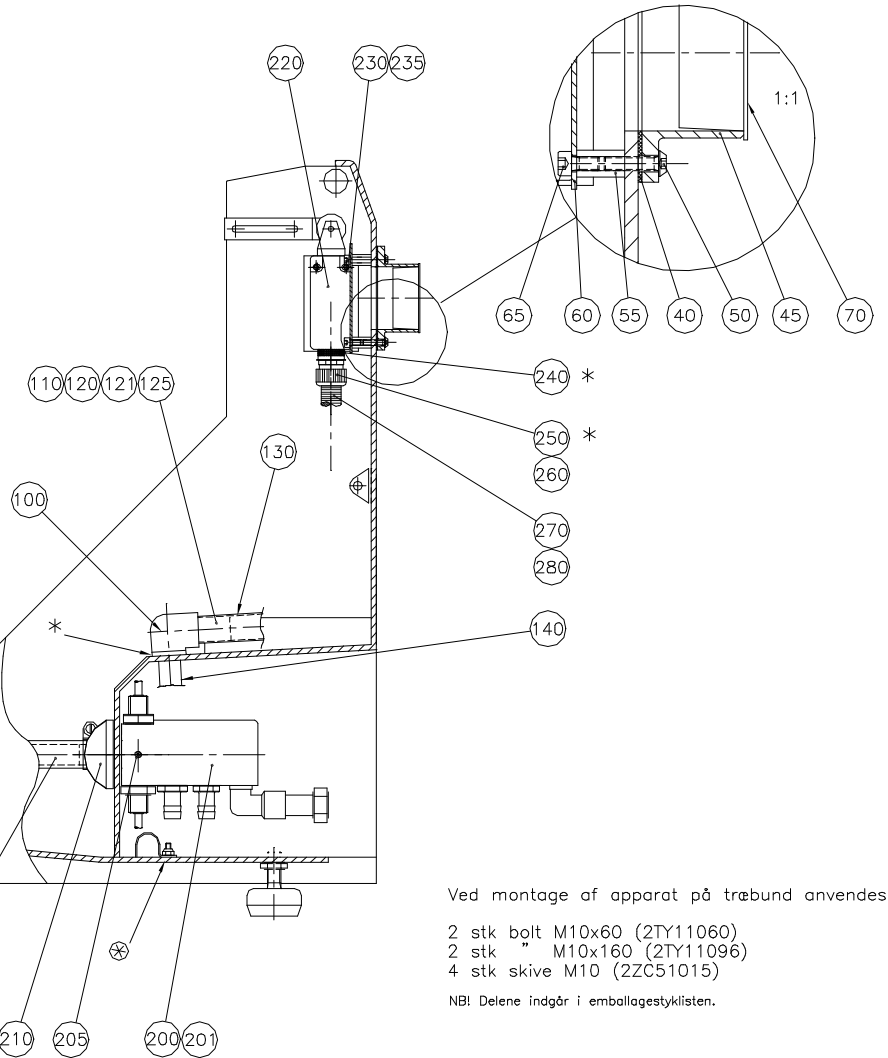 220 230 235
1:1
65 60 55 40 50 45 70
240 *
110 120 121 125
250 *
130
260
100
270
280
*
140
Ved montage af apparat på træbund anvendes
2 stk bolt M10x60 (2TY11060)
2 stk " M10x160 (2TY11096)
4 stk skive M10 (2ZC51015)
*
NB! Delene indgår i emballagestyklisten.
210 205 200 201